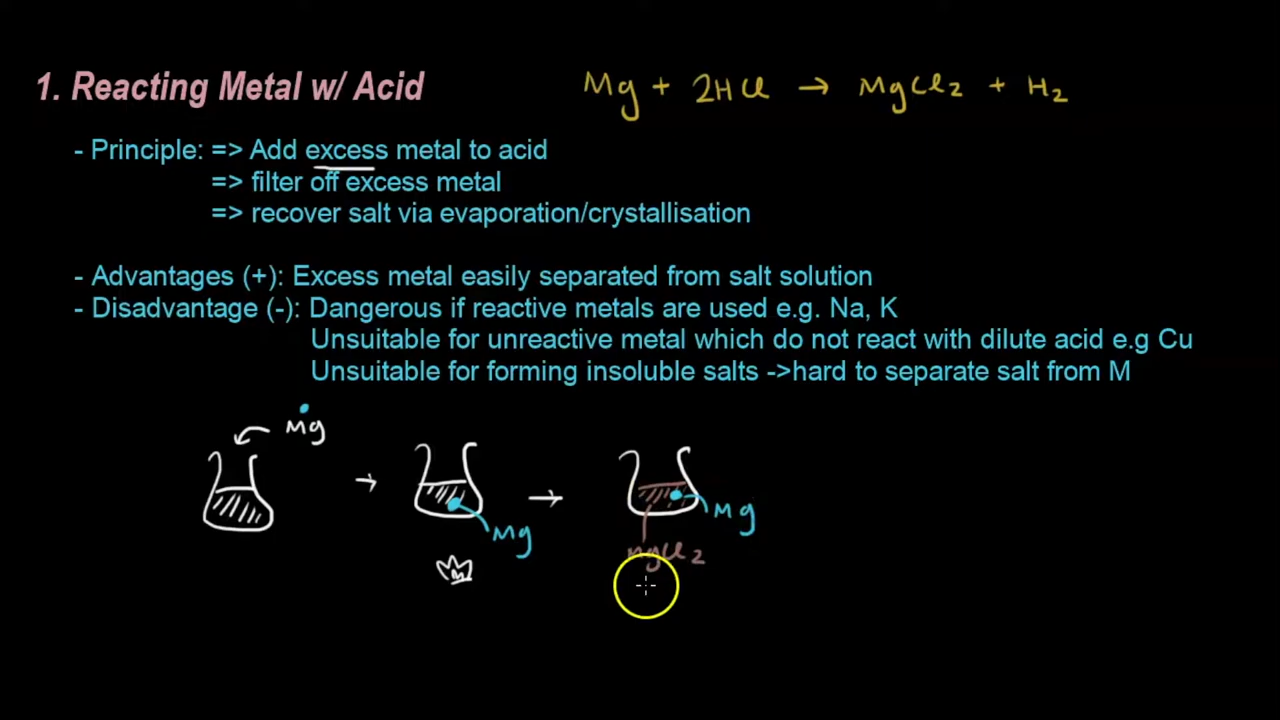 1. Reacting Metal w/ Acid
Mg + 2HCl → MgCl2 + H2
- Principle: => Add excess metal to acid
=> filter off excess metal
=> recover salt via evaporation/crystallisation
- Advantages (+): Excess metal easily separated from salt solution
- Disadvantage (-): Dangerous if reactive metals are used e.g. Na, K
Unsuitable for unreactive metal which do not react with dilute acid e.g Cu
Unsuitable for forming insoluble salts ->hard to separate salt from M
Mg
→
→
Mg
Mg
MgCl2